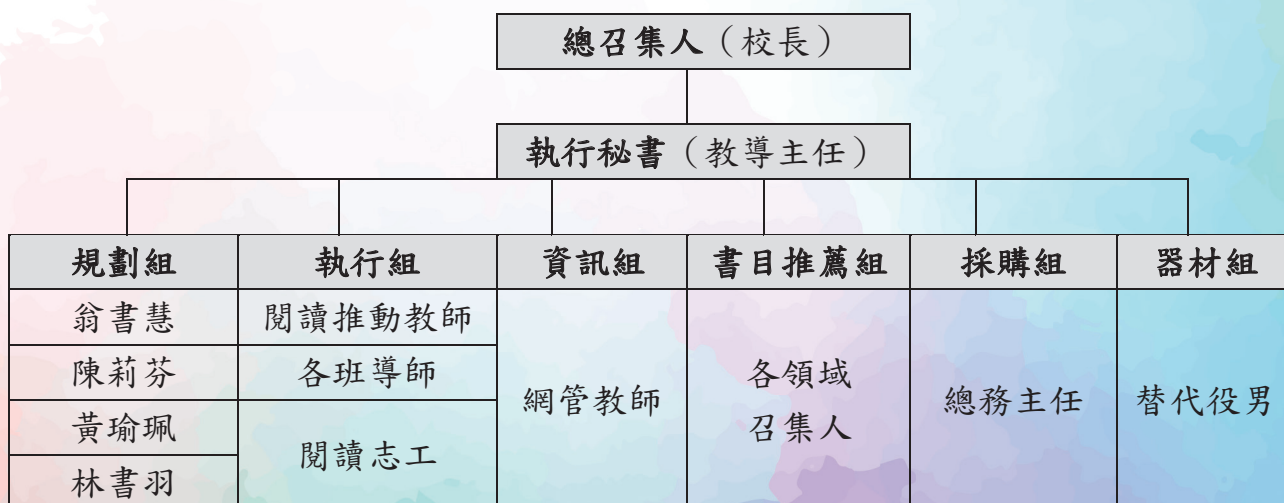 總召集人（校長）
執行秘書（教導主任）
規劃組
執行組
資訊組
書目推薦組
採購組
器材組
翁書慧
陳莉芬
黃瑜珮
林書羽
閱讀推動教師
各班導師
閱讀志工
網管教師
各領域
召集人
總務主任
替代役男